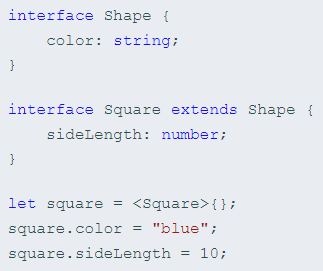 interface Shape {
    color: string;
}
interface Square extends Shape {
    sideLength: number;
}
let square = <Square>{};
square.color = "blue";
square.sideLength = 10;